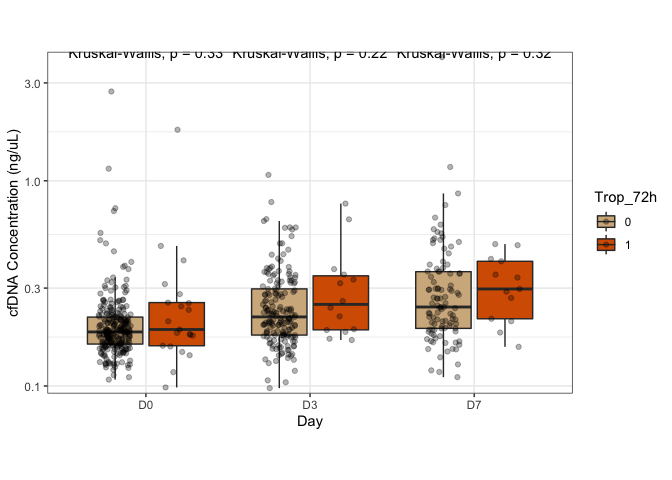 Kruskal-Wallis, p = 0.33 Kruskal-Wallis, p = 0.22 Kruskal-Wallis, p = 0.32
3.0
1.0
0.3
0.1
cfDNA Concentration (ng/uL)
D0 D3 D7
Day
Trop_72h
0
1